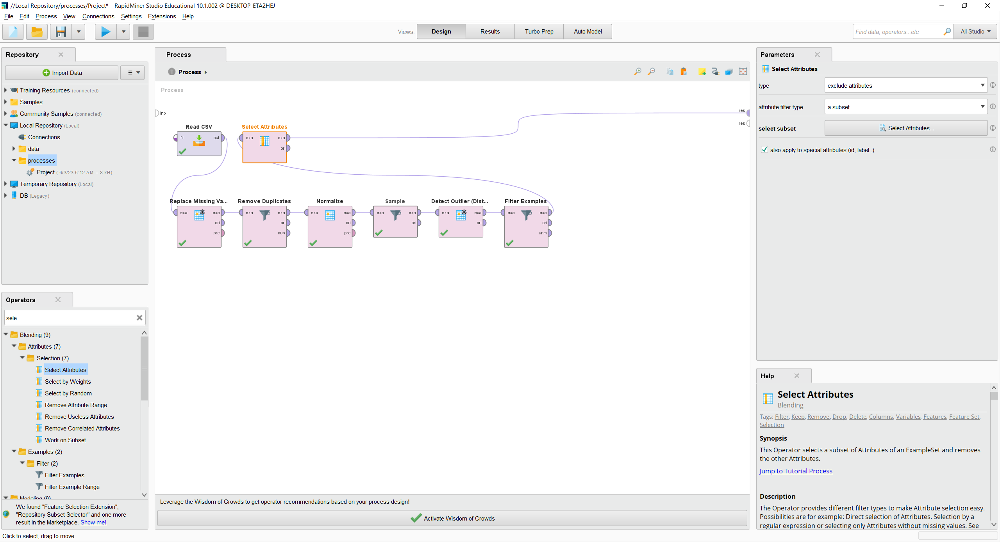 //Local Repository/processes/Project* – RapidMiner Studio Educational 10.1.002 @ DESKTOP-ETA2HEJ
File Edit Process View Connections Settings Extensions Help
Views: Design Results Turbo Prep Auto Model
Find data, operators...etc All Studio
Repository
Import Data
Training Resources (connected)
Samples
Community Samples (connected)
Local Repository (Local)
Connections
data
processes
Project ( 6/3/23 6:12 AM – 8 kB)
Temporary Repository (Local)
DB (Legacy)
Operators
sele
Blending (9)
Attributes (7)
Selection (7)
Select Attributes
Select by Weights
Select by Random
Remove Attribute Range
Remove Useless Attributes
Remove Correlated Attributes
Work on Subset
Examples (2)
Filter (2)
Filter Examples
Filter Example Range
Modeling (9)
We found "Feature Selection Extension",
"Repository Subset Selector" and one more
result in the Marketplace. Show me!
Click to select, drag to move.
Process
Process
Process
inp
res
res
Read CSV
fil out
Select Attributes
exa exa
ori
Replace Missing Va...
exa exa
ori
pre
Remove Duplicates
exa exa
ori
dup
Normalize
exa exa
ori
pre
Sample
exa exa
ori
Detect Outlier (Dist...
exa exa
ori
Filter Examples
exa exa
ori
unm
Leverage the Wisdom of Crowds to get operator recommendations based on your process design!
Activate Wisdom of Crowds
Parameters
Select Attributes
type exclude attributes
attribute filter type a subset
select subset Select Attributes...
also apply to special attributes (id, label..)
Help
Select Attributes
Blending
Tags: Filter, Keep, Remove, Drop, Delete, Columns, Variables, Features, Feature Set,
Selection
Synopsis
This Operator selects a subset of Attributes of an ExampleSet and removes
the other Attributes.
Jump to Tutorial Process
Description
The Operator provides different filter types to make Attribute selection easy.
Possibilities are for example: Direct selection of Attributes. Selection by a
regular expression or selecting only Attributes without missing values. See